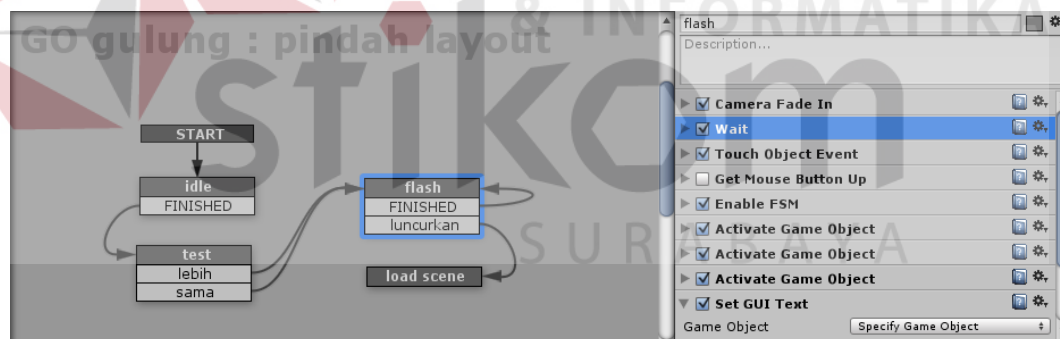 & INFORMATIKA
stikom
SURABAYA
GO gulung : pindah layout
START
idle
FINISHED
test
lebih
sama
flash
FINISHED
luncurkan
load scene
flash
Description...
Camera Fade In
Wait
Touch Object Event
Get Mouse Button Up
Enable FSM
Activate Game Object
Activate Game Object
Activate Game Object
Set GUI Text
Game Object
Specify Game Object